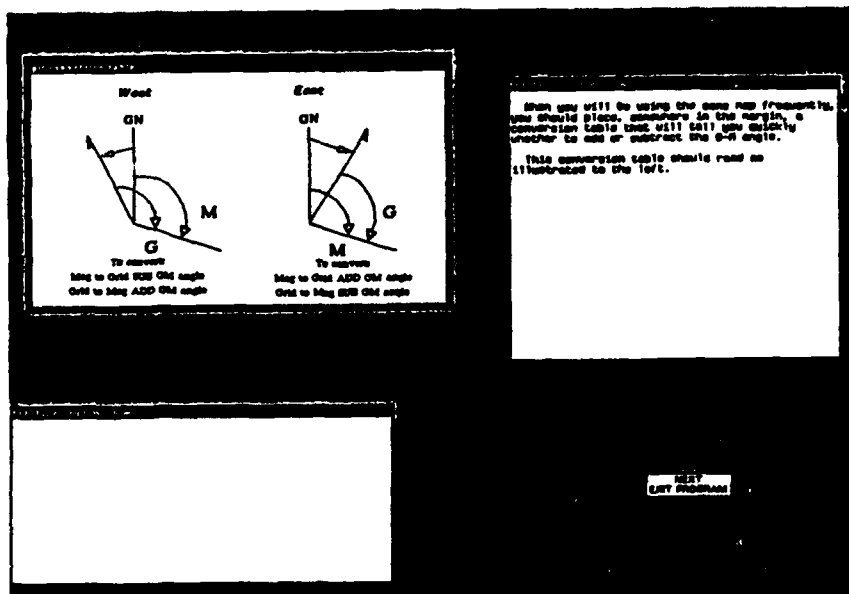 West East
GN GN
M G
G M
To convert To convert
Mag to Grid SUB GM angle Mag to Grid ADD GM angle
Grid to Mag ADD GM angle Grid to Mag SUB GM angle
When you will be using the same map frequently,
you should place, somewhere in the margin, a
conversion table that will tell you quickly
whether to add or subtract the G-M angle.
This conversion table should read as
illustrated to the left.
NEXT
EXIT PROGRAM